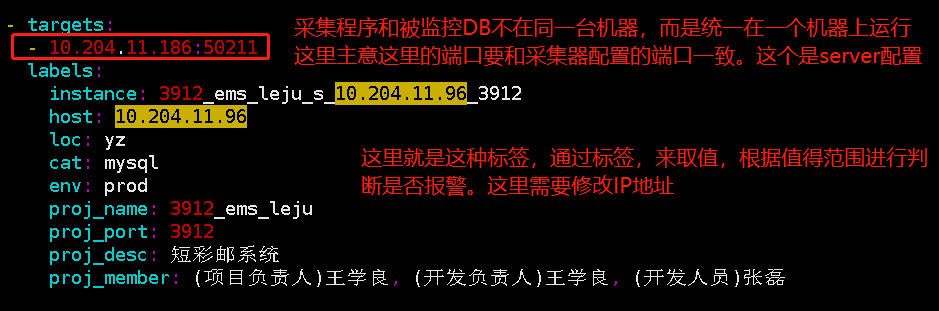 - targets:
- 10.204.11.186:50211
采集程序和被监控DB不在同一台机器，而是统一在一个机器上运行
这里主意这里的端口要和采集器配置的端口一致。这个是server配置
labels:
instance: 3912_ems_leju_s_10.204.11.96_3912
host: 10.204.11.96
loc: yz
cat: mysql
这里就是这种标签，通过标签，来取值，根据值得范围进行判
断是否报警。这里需要修改IP地址
env: prod
proj_name: 3912_ems_leju
proj_port: 3912
proj_desc: 短彩邮系统
proj_member: (项目负责人)王学良, (开发负责人)王学良, (开发人员)张磊